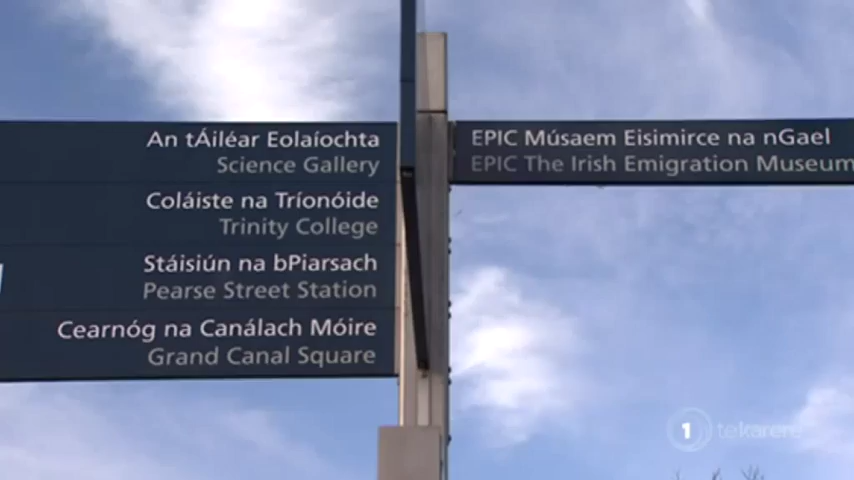 An tÁiléar Eolaíochta
Science Gallery
Coláiste na Tríonóide
Trinity College
Stáisiún na bPiarsach
Pearse Street Station
Cearnóg na Canálach Móire
Grand Canal Square
EPIC Músaem Eisimirce na nGael
EPIC The Irish Emigration Museum
1 tekarere